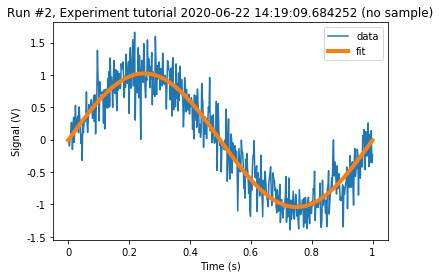 Run #2, Experiment tutorial 2020-06-22 14:19:09.684252 (no sample)
data
fit
1.5
1
0.5
0
-0.5
-1
-1.5
Signal (V)
0
0.2
0.4
0.6
0.8
1
Time (s)